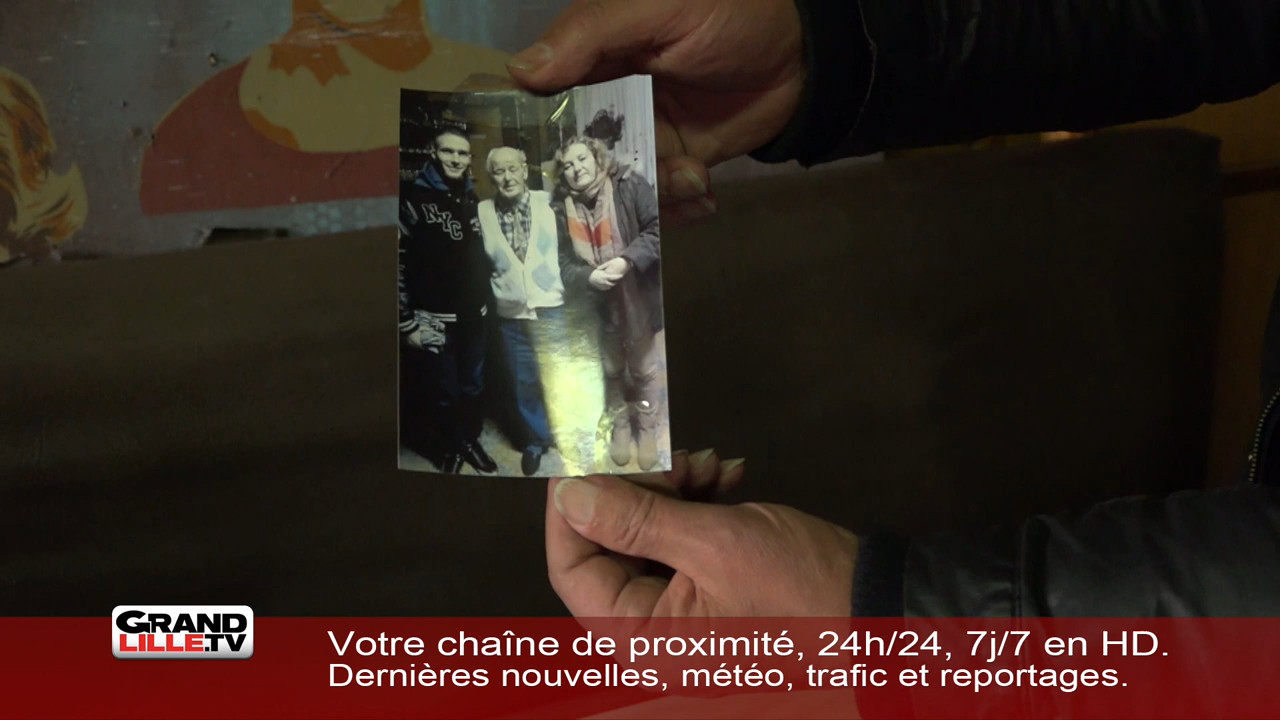 NYC
GRAND
LILLE.TV
Votre chaîne de proximité, 24h/24, 7j/7 en HD.
Dernières nouvelles, météo, trafic et reportages.